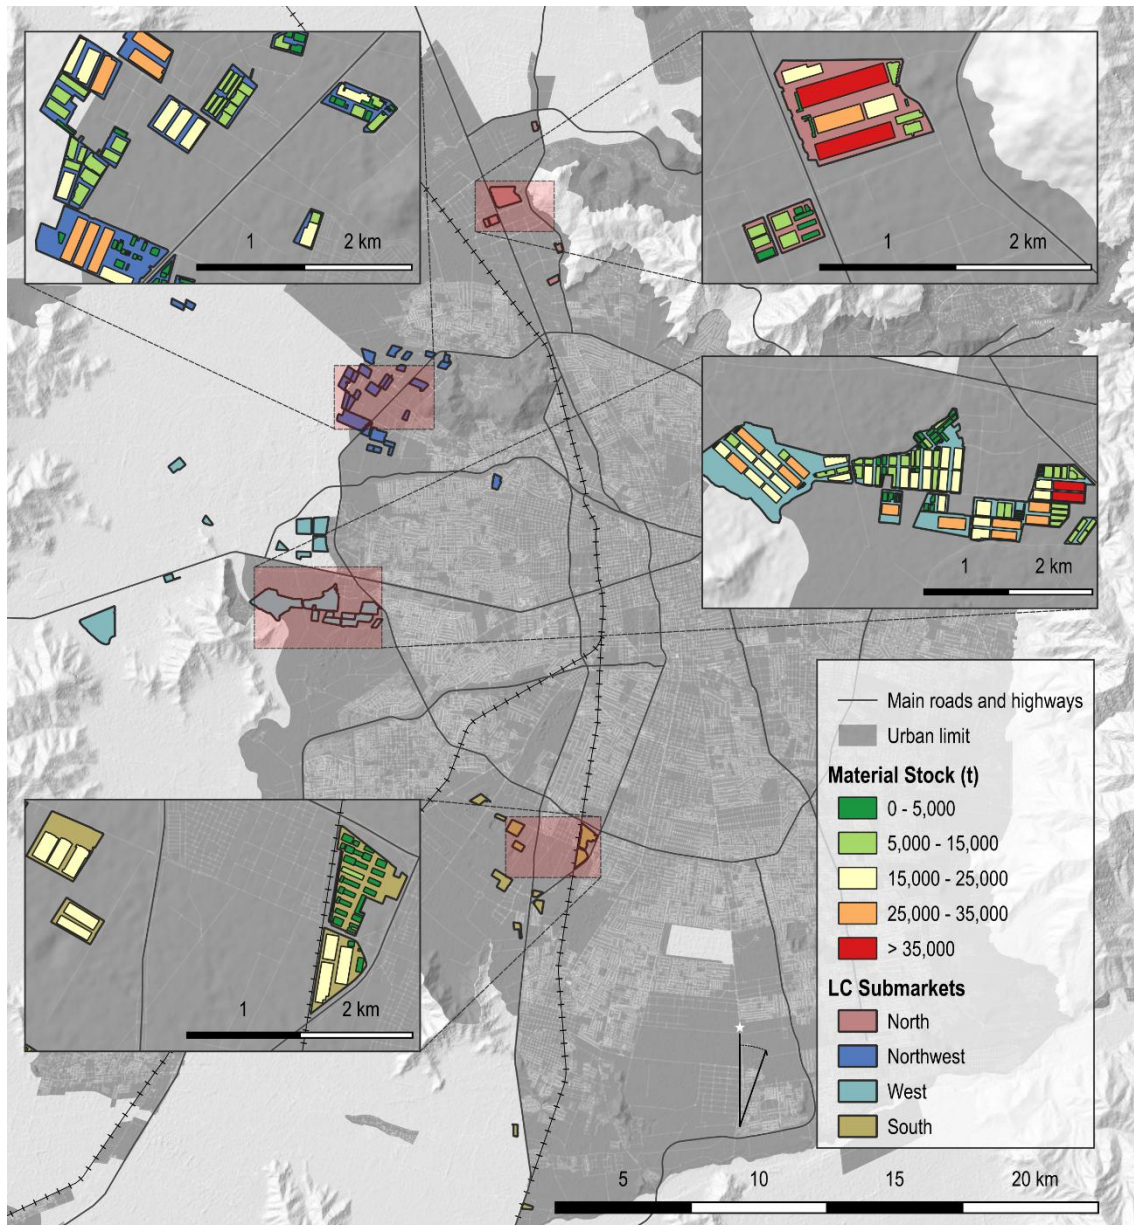 1 2 km
1 2 km
1 2 km
Main roads and highways
Urban limit
Material Stock (t)
0 - 5,000
5,000 - 15,000
15,000 - 25,000
25,000 - 35,000
> 35,000
LC Submarkets
North
Northwest
West
South
1 2 km
5 10 15 20 km